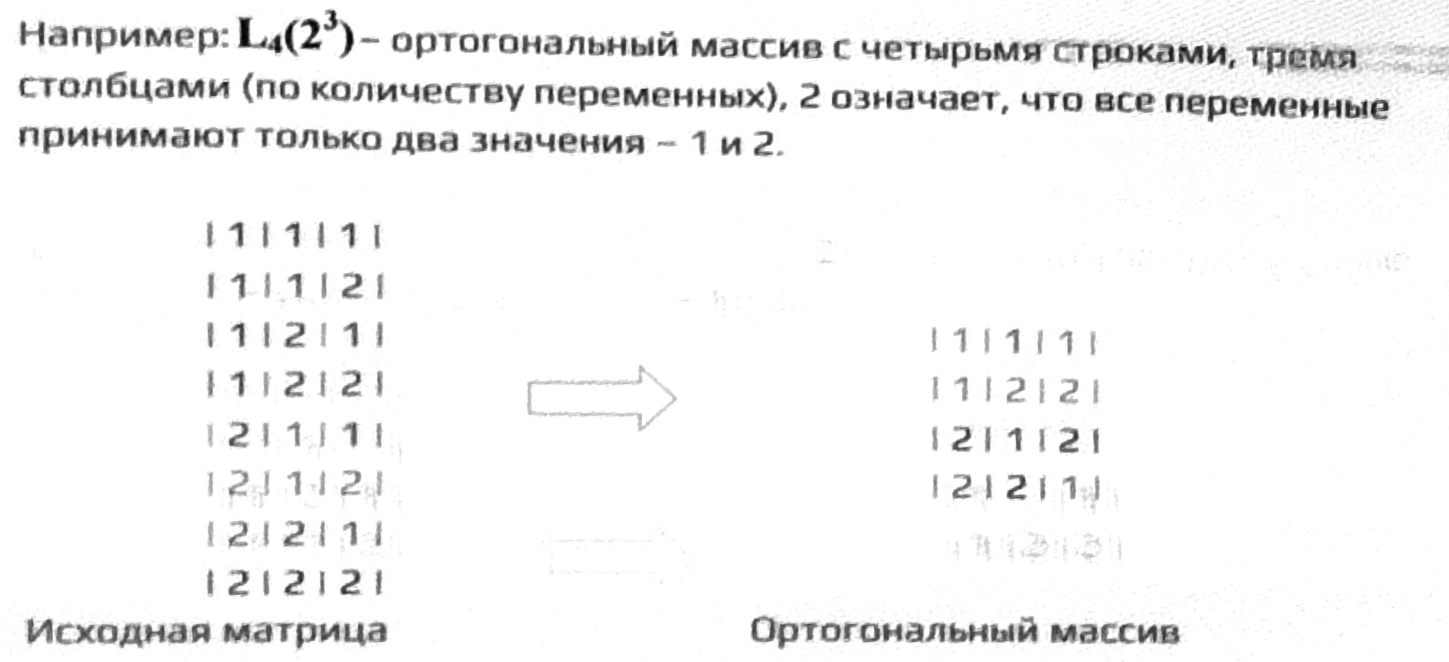 Например: L₄(2³) – ортогональный массив с четырьмя строками, тремя
столбцами (по количеству переменных), 2 означает, что все переменные
принимают только два значения – 1 и 2.
| 1 | 1 | 1 |
| 1 | 1 | 2 |
| 1 | 2 | 1 |
| 1 | 2 | 2 |
| 2 | 1 | 1 |
| 2 | 1 | 2 |
| 2 | 2 | 1 |
| 2 | 2 | 2 |
Исходная матрица
| 1 | 1 | 1 |
| 1 | 2 | 2 |
| 2 | 1 | 2 |
| 2 | 2 | 1 |
Ортогональный массив